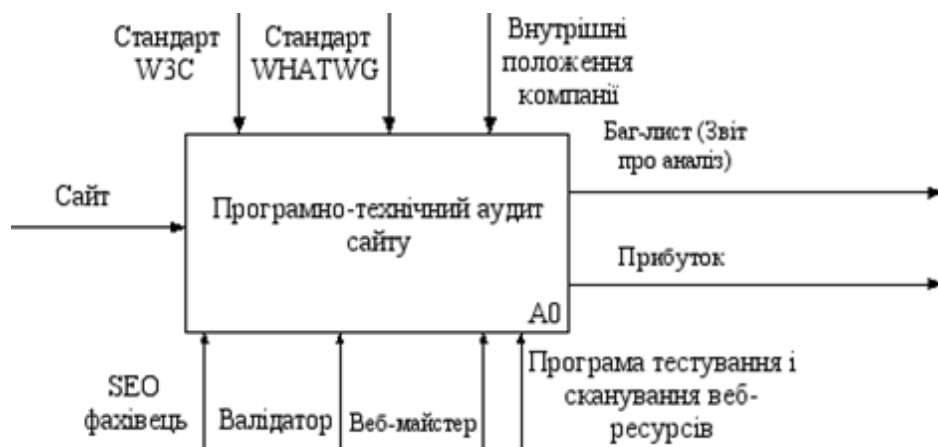 Стандарт
W3C
Стандарт
WHATWG
Внутрішні
положення
компанії
Баг-лист (Звіт
про аналіз)
Сайт
Програмно-технічний аудит
сайту
Прибуток
A0
SEO
фахівець
Валідатор
Веб-майстер
Програма тестування і
сканування веб-
ресурсів